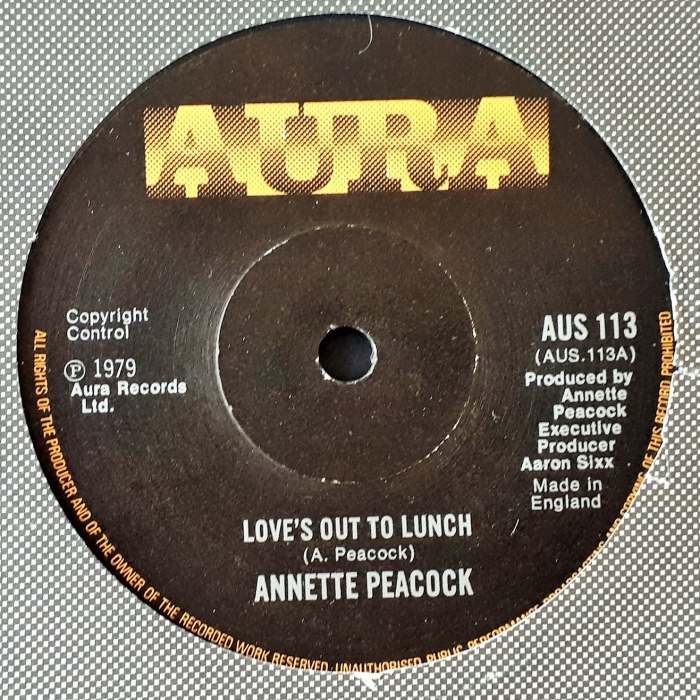 AURA
Copyright
Control
Ⓟ 1979
Aura Records
Ltd.
AUS 113
(AUS.113A)
Produced by
Annette
Peacock
Executive
Producer
Aaron Sixx
Made in
England
LOVE'S OUT TO LUNCH
(A. Peacock)
ANNETTE PEACOCK
ALL RIGHTS OF THE PRODUCER AND OF THE OWNER OF THE RECORDED WORK RESERVED. UNAUTHORISED PUBLIC PERFORMANCE OF THIS RECORD PROHIBITED